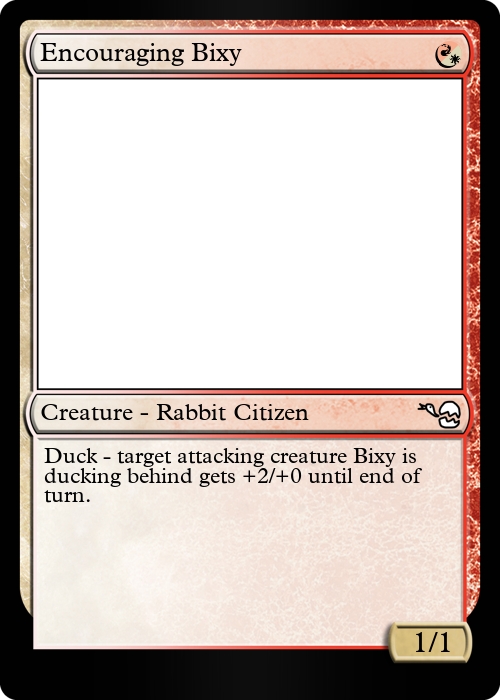 Encouraging Bixy
Creature - Rabbit Citizen
Duck - target attacking creature Bixy is
ducking behind gets +2/+0 until end of
turn.
1/1